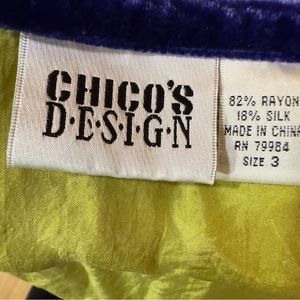 CHICO'S
D•E•S•I•G•N
82% RAYON
18% SILK
MADE IN CHINA
RN 79984
SIZE 3